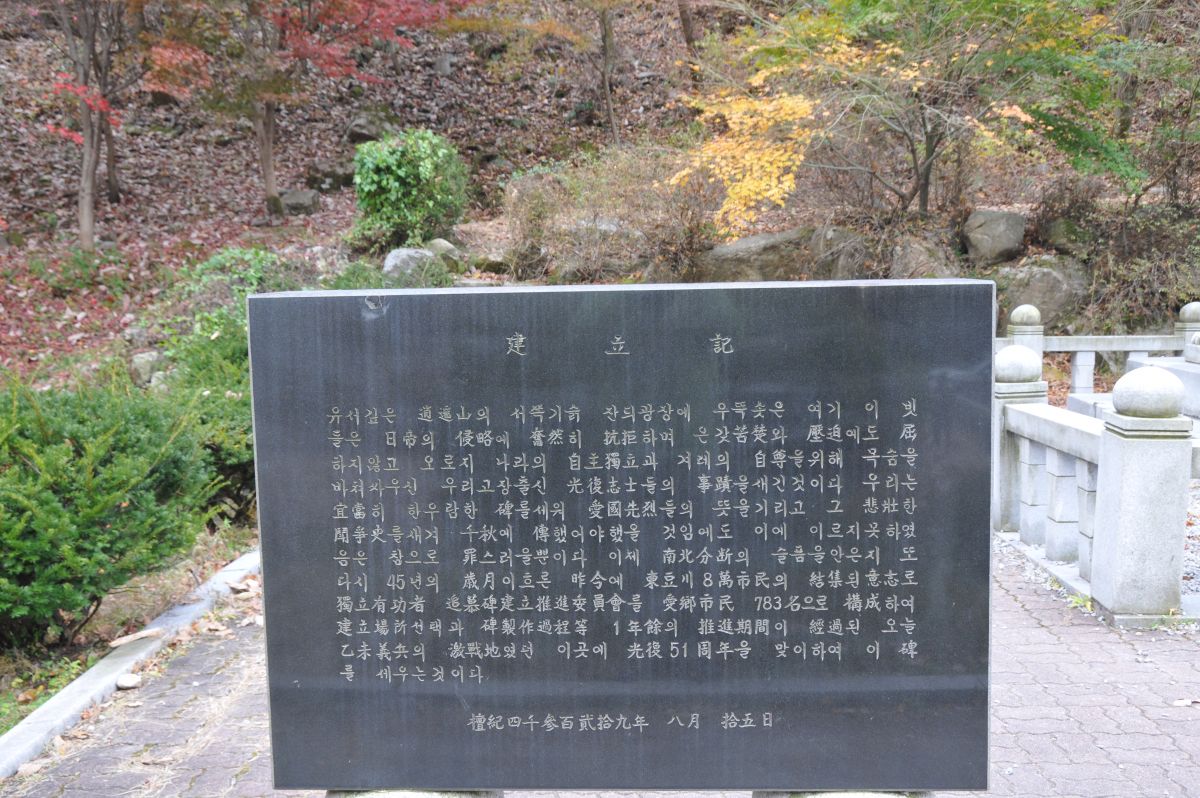 建立記
유서깊은 逍遙山의 서쪽기슭 잔의광장에 우뚝솟은 여기 이 빗
돌은 日帝의 侵略에 奮然히 抗拒하며 온갖苦楚와 壓迫에도 屈
하지않고 오로지 나라의 自主獨立과 겨레의 自尊을위해 목숨을
바쳐싸우신 우리고장출신 光復志士들의 事蹟을새긴것이다 우리는
宜當히 한우람한 碑를세워 愛國先烈들의 뜻을기리고 그 悲壯한
鬪爭史를새겨 千秋에 傳했어야했을 것임에도 이에 이르지못하였
음은 참으로 罪스러울뿐이다 이제 南北分斷의 슬픔을안은지 또
다시 45년의 歲月이흐른 昨今에 東豆川 8萬市民의 結集된意志로
獨立有功者 追慕碑建立推進委員會를 愛鄕市民 783名으로 構成하여
建立場所選択과 碑製作過程等 1年餘의 推進期間이 經過된 오늘
乙未義兵의 激戰地였던 이곳에 光復51周年을 맞이하여 이 碑
를 세우는것이다
檀紀四千參百貳拾九年 八月 拾五日